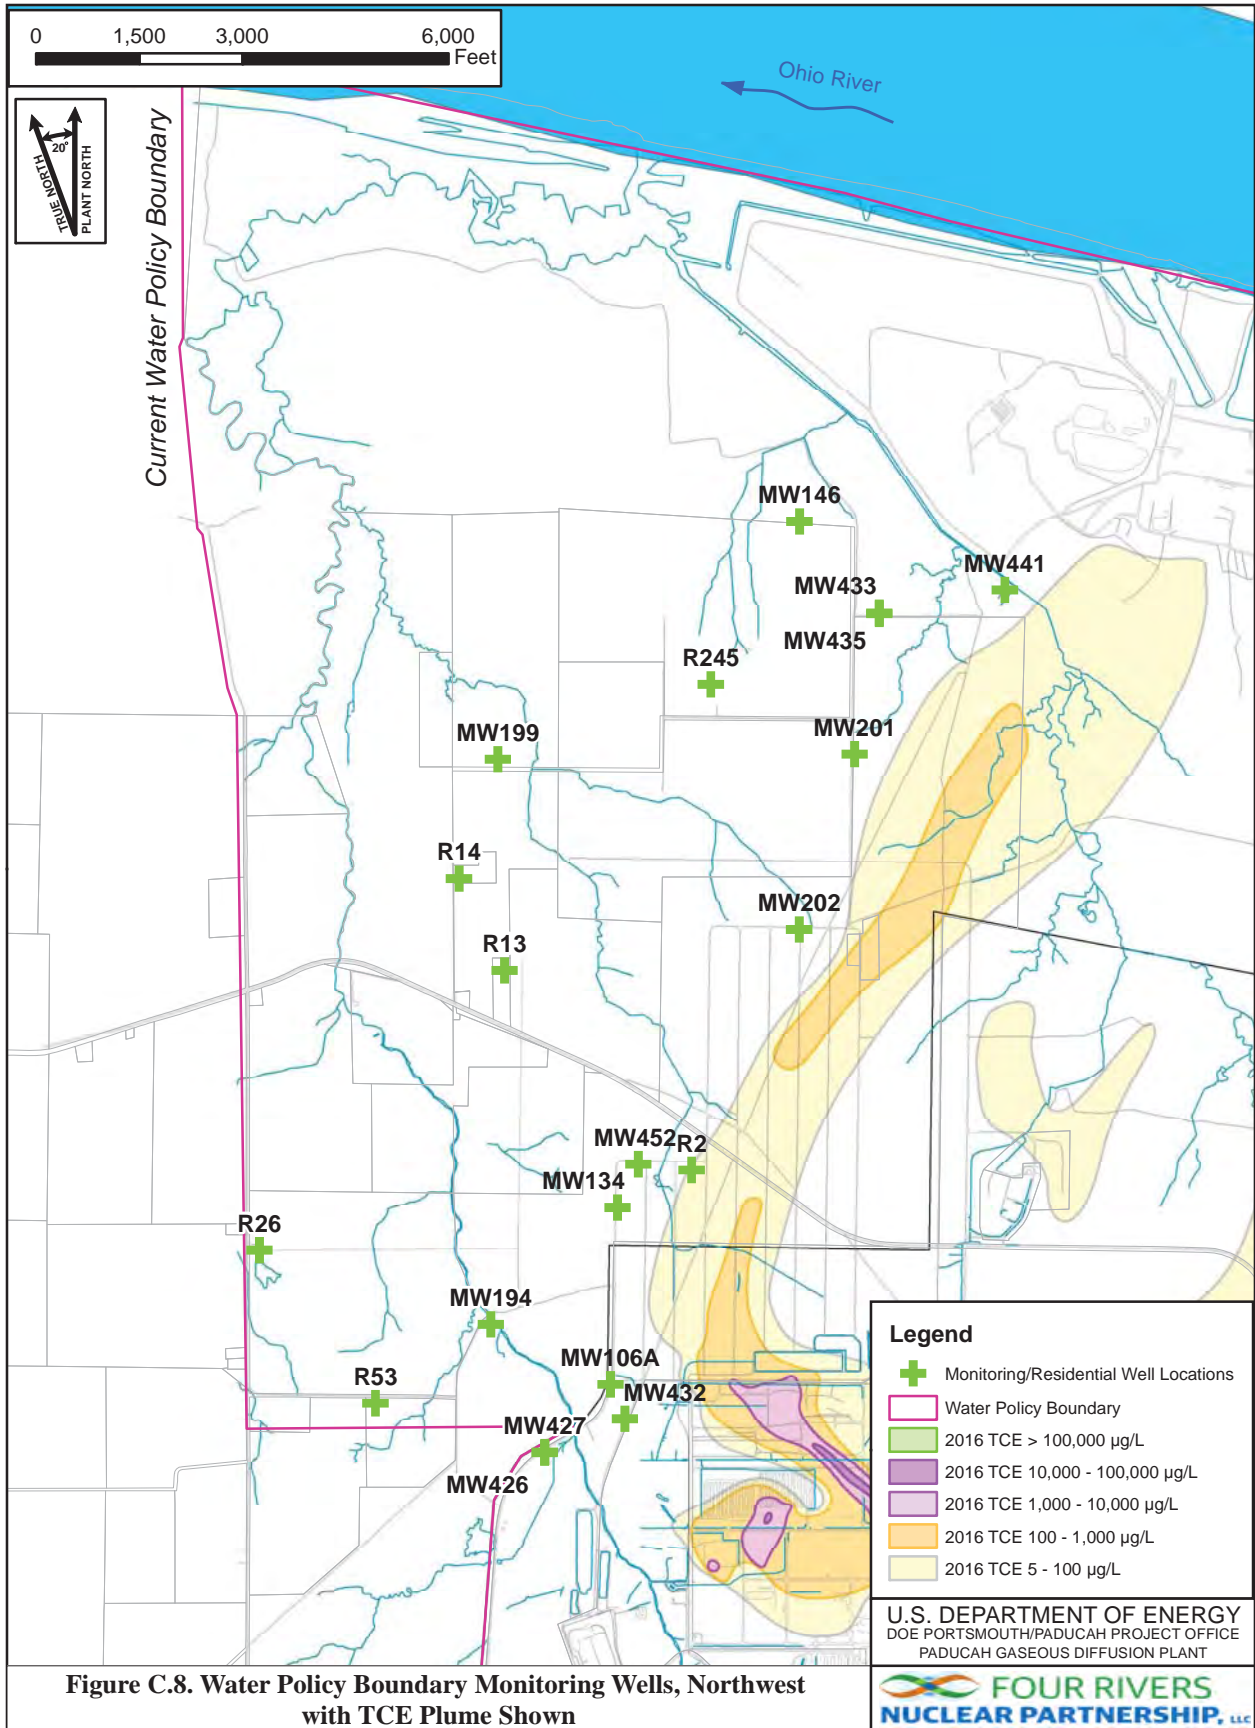 0 1,500 3,000 6,000
Feet
Ohio River
20°
TRUE NORTH
PLANT NORTH
Current Water Policy Boundary
MW146
MW441
MW433
MW435
R245
MW201
MW199
R14
MW202
R13
MW452 R2
MW134
R26
MW194
MW106A
R53
MW432
MW427
MW426
Legend
Monitoring/Residential Well Locations
Water Policy Boundary
2016 TCE > 100,000 µg/L
2016 TCE 10,000 - 100,000 µg/L
2016 TCE 1,000 - 10,000 µg/L
2016 TCE 100 - 1,000 µg/L
2016 TCE 5 - 100 µg/L
U.S. DEPARTMENT OF ENERGY
DOE PORTSMOUTH/PADUCAH PROJECT OFFICE
PADUCAH GASEOUS DIFFUSION PLANT
Figure C.8. Water Policy Boundary Monitoring Wells, Northwest
with TCE Plume Shown
FOUR RIVERS
NUCLEAR PARTNERSHIP, LLC